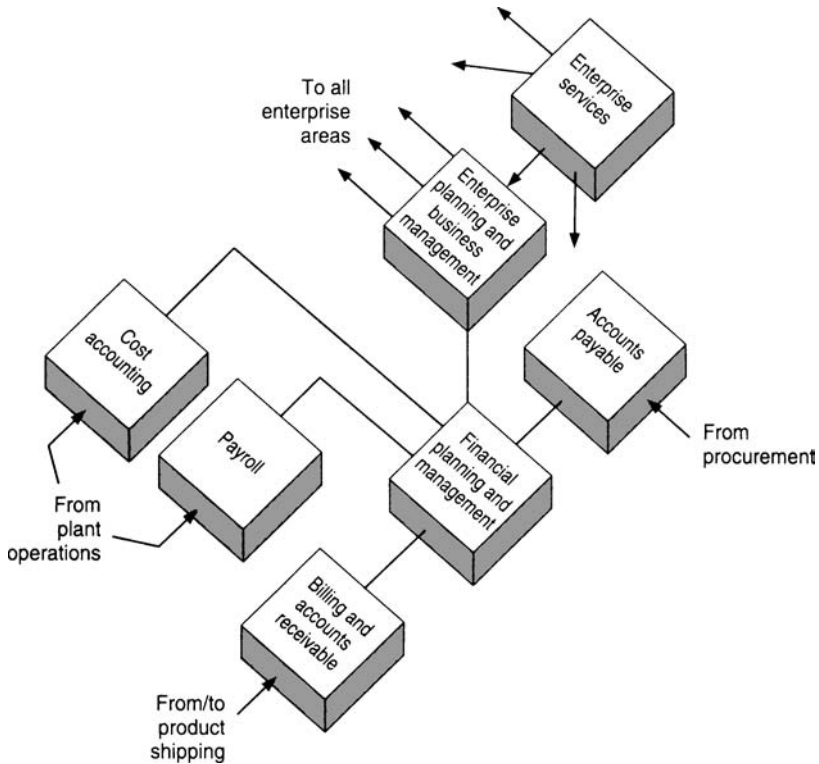 Enterprise
services
To all
enterprise
areas
Enterprise
planning and
business
management
Accounts
payable
Cost
accounting
From
procurement
Payroll
Financial
planning and
management
From
plant
operations
Billing and
accounts
receivable
From/to
product
shipping